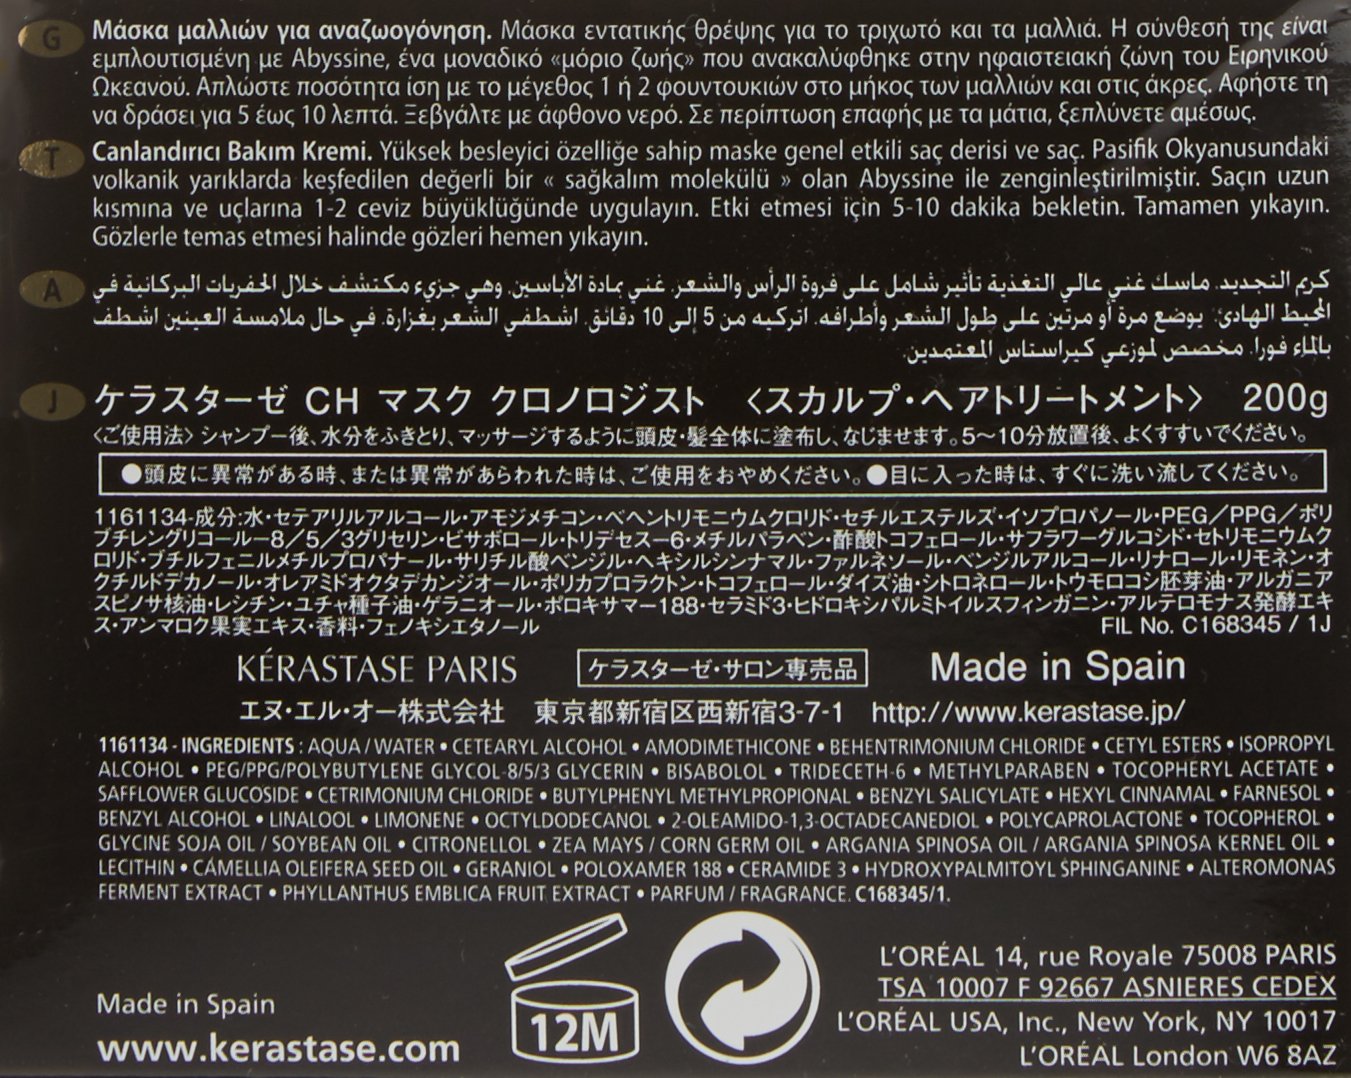 G Μάσκα μαλλιών για αναζωογόνηση. Μάσκα εντατικής θρέψης για το τριχωτό και τα μαλλιά. Η σύνθεσή της είναι
εμπλουτισμένη με Abyssine, ένα μοναδικό «μόριο ζωής» που ανακαλύφθηκε στην ηφαιστειακή ζώνη του Ειρηνικού
Ωκεανού. Απλώστε ποσότητα ίση με το μέγεθος 1 ή 2 φουντουκιών στο μήκος των μαλλιών και στις άκρες. Αφήστε τη
να δράσει για 5 έως 10 λεπτά. Ξεβγάλτε με άφθονο νερό. Σε περίπτωση επαφής με τα μάτια, ξεπλύνετε αμέσως.
T Canlandırıcı Bakım Kremi. Yüksek besleyici özelliğe sahip maske genel etkili saç derisi ve saç. Pasifik Okyanusundaki
volkanik yarıklarda keşfedilen değerli bir « sağkalım molekülü » olan Abyssine ile zenginleştirilmiştir. Saçın uzun
kısmına ve uçlarına 1-2 ceviz büyüklüğünde uygulayın. Etki etmesi için 5-10 dakika bekletin. Tamamen yıkayın.
Gözlerle temas etmesi halinde gözleri hemen yıkayın.
A كريم التجديد. ماسك غني عالي التغذية تأثير شامل على فروة الرأس والشعر. غني بمادة الأباسين. وهي جزيء مكتشف خلال الحفريات البركانية في
المحيط الهادئ. يوضع مرة أو مرتين على طول الشعر وأطرافه. اتركيه من 5 إلى 10 دقائق. اشطفي الشعر بغزارة. في حال ملامسة العينين اشطف
بالماء فورا. مخصص لموزعي كيراستاس المعتمدين.
J ケラスターゼ CH マスク クロノロジスト 〈スカルプ・ヘアトリートメント〉 200g
〈ご使用法〉シャンプー後、水分をふきとり、マッサージするように頭皮・髪全体に塗布し、なじませます。5〜10分放置後、よくすすいでください。
●頭皮に異常がある時、または異常があらわれた時は、ご使用をおやめください。●目に入った時は、すぐに洗い流してください。
1161134-成分:水・セテアリルアルコール・アモジメチコン・ベヘントリモニウムクロリド・セチルエステルズ・イソプロパノール・PEG/PPG/ポリ
ブチレングリコールー8/5/3グリセリン・ビサボロール・トリデセスー6・メチルパラベン・酢酸トコフェロール・サフラワーグルコシド・セトリモニウムク
ロリド・ブチルフェニルメチルプロパナール・サリチル酸ベンジル・ヘキシルシンナマル・ファルネソール・ベンジルアルコール・リナロール・リモネン・オ
クチルドデカノール・オレアミドオクタデカンジオール・ポリカプロラクトン・トコフェロール・ダイズ油・シトロネロール・トウモロコシ胚芽油・アルガニア
スピノサ核油・レシチン・ユチャ種子油・ゲラニオール・ポロキサマー188・セラミド3・ヒドロキシパルミトイルスフィンガニン・アルテロモナス発酵エキ
ス・アンマロク果実エキス・香料・フェノキシエタノール FIL No. C168345 / 1J
KÉRASTASE PARIS ケラスターゼ・サロン専売品 Made in Spain
エヌ・エル・オー株式会社 東京都新宿区西新宿3-7-1 http://www.kerastase.jp/
1161134 - INGREDIENTS : AQUA / WATER • CETEARYL ALCOHOL • AMODIMETHICONE • BEHENTRIMONIUM CHLORIDE • CETYL ESTERS • ISOPROPYL
ALCOHOL • PEG/PPG/POLYBUTYLENE GLYCOL-8/5/3 GLYCERIN • BISABOLOL • TRIDECETH-6 • METHYLPARABEN • TOCOPHERYL ACETATE •
SAFFLOWER GLUCOSIDE • CETRIMONIUM CHLORIDE • BUTYLPHENYL METHYLPROPIONAL • BENZYL SALICYLATE • HEXYL CINNAMAL • FARNESOL •
BENZYL ALCOHOL • LINALOOL • LIMONENE • OCTYLDODECANOL • 2-OLEAMIDO-1,3-OCTADECANEDIOL • POLYCAPROLACTONE • TOCOPHEROL •
GLYCINE SOJA OIL / SOYBEAN OIL • CITRONELLOL • ZEA MAYS / CORN GERM OIL • ARGANIA SPINOSA OIL / ARGANIA SPINOSA KERNEL OIL •
LECITHIN • CAMELLIA OLEIFERA SEED OIL • GERANIOL • POLOXAMER 188 • CERAMIDE 3 • HYDROXYPALMITOYL SPHINGANINE • ALTEROMONAS
FERMENT EXTRACT • PHYLLANTHUS EMBLICA FRUIT EXTRACT • PARFUM / FRAGRANCE. C168345/1.
12M
L'ORÉAL 14, rue Royale 75008 PARIS
TSA 10007 F 92667 ASNIERES CEDEX
L'ORÉAL USA, Inc., New York, NY 10017
L'ORÉAL London W6 8AZ
Made in Spain
www.kerastase.com